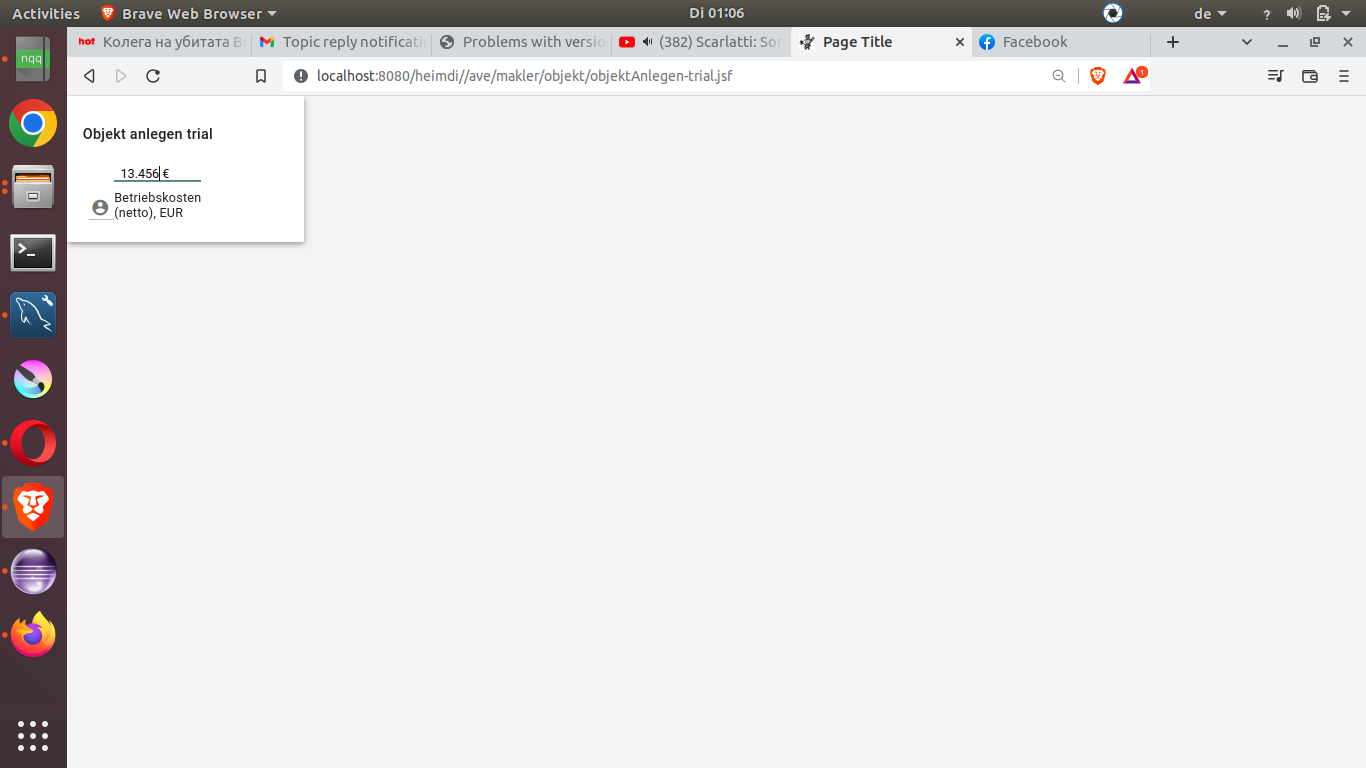 Activities
Brave Web Browser
Di 01:06
de
?
hot Колега на убитата В
Topic reply notificati
Problems with versio
(382) Scarlatti: Son
Page Title
Facebook
localhost:8080/heimdi//ave/makler/objekt/objektAnlegen-trial.jsf
1
nqq
Objekt anlegen trial
13.456 €
Betriebskosten
(netto), EUR